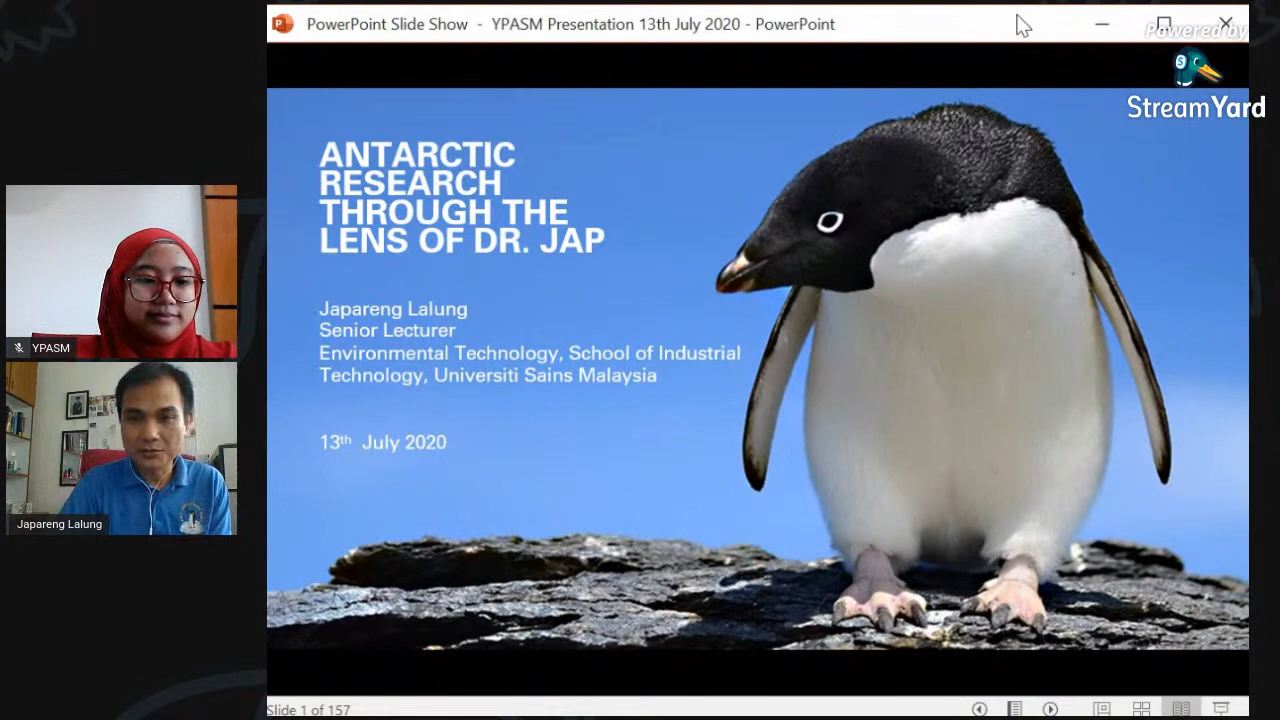 PowerPoint Slide Show - YPASM Presentation 13th July 2020 - PowerPoint
Powered by
StreamYard
ANTARCTIC
RESEARCH
THROUGH THE
LENS OF DR. JAP
Japareng Lalung
Senior Lecturer
Environmental Technology, School of Industrial
Technology, Universiti Sains Malaysia
13th July 2020
YPASM
Japareng Lalung
Slide 1 of 157